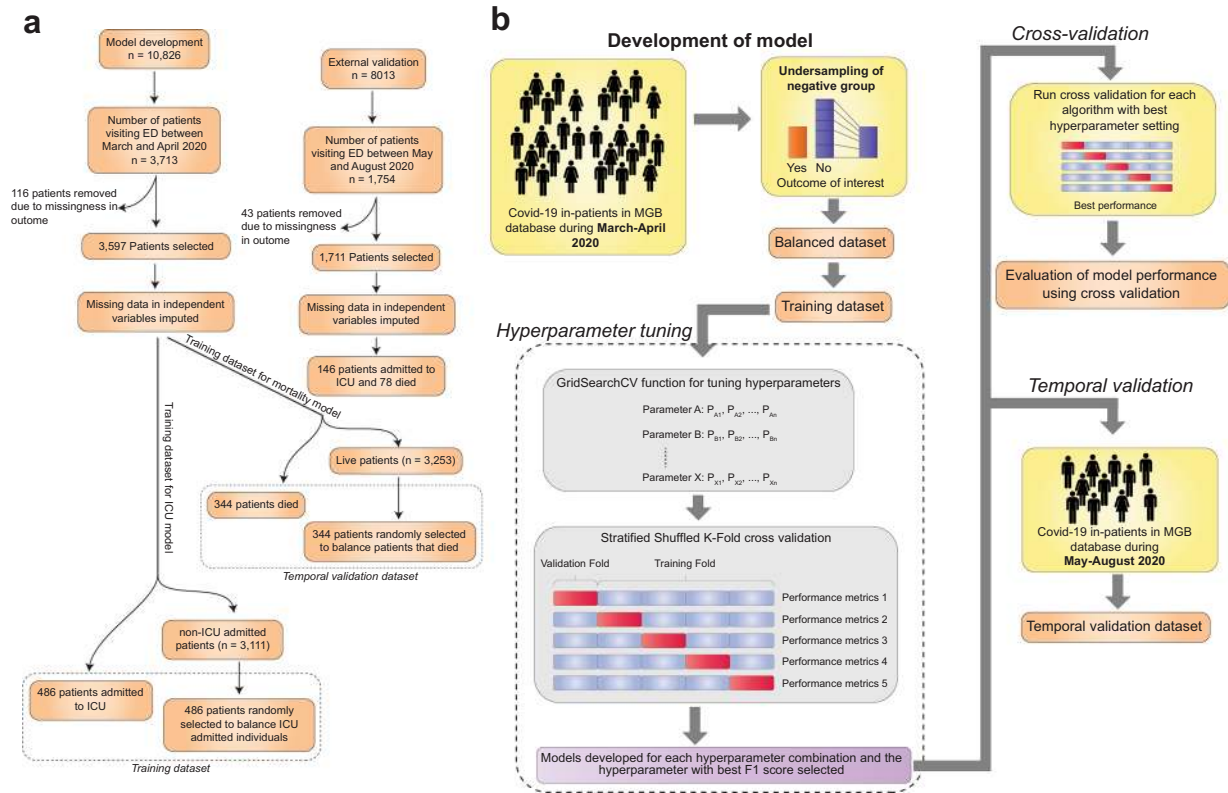 a
Model development
n = 10,826
Number of patients
visiting ED between
March and April 2020
n = 3,713
116 patients removed
due to missingness in
outcome
3,597 Patients selected
Missing data in independent
variables imputed
External validation
n = 8013
Number of patients
visiting ED between May
and August 2020
n = 1,754
43 patients removed
due to missingness
in outcome
1,711 Patients selected
Missing data in independent
variables imputed
146 patients admitted to
ICU and 78 died
Training dataset for mortality model
Training dataset for ICU model
Live patients (n = 3,253)
344 patients died
344 patients randomly selected
to balance patients that died
Temporal validation dataset
non-ICU admitted
patients (n = 3,111)
486 patients admitted
to ICU
486 patients randomly
selected to balance ICU
admitted individuals
Training dataset
b
Development of model
Covid-19 in-patients in MGB
database during March-April
2020
Undersampling of
negative group
Yes No
Outcome of interest
Balanced dataset
Training dataset
Hyperparameter tuning
GridSearchCV function for tuning hyperparameters
Parameter A: P_A1, P_A2, ..., P_An
Parameter B: P_B1, P_B2, ..., P_Bn
Parameter X: P_X1, P_X2, ..., P_Xn
Stratified Shuffled K-Fold cross validation
Validation Fold Training Fold
Performance metrics 1
Performance metrics 2
Performance metrics 3
Performance metrics 4
Performance metrics 5
Models developed for each hyperparameter combination and the
hyperparameter with best F1 score selected
Cross-validation
Run cross validation for each
algorithm with best
hyperparameter setting
Best performance
Evaluation of model performance
using cross validation
Temporal validation
Covid-19 in-patients in MGB
database during
May-August 2020
Temporal validation dataset